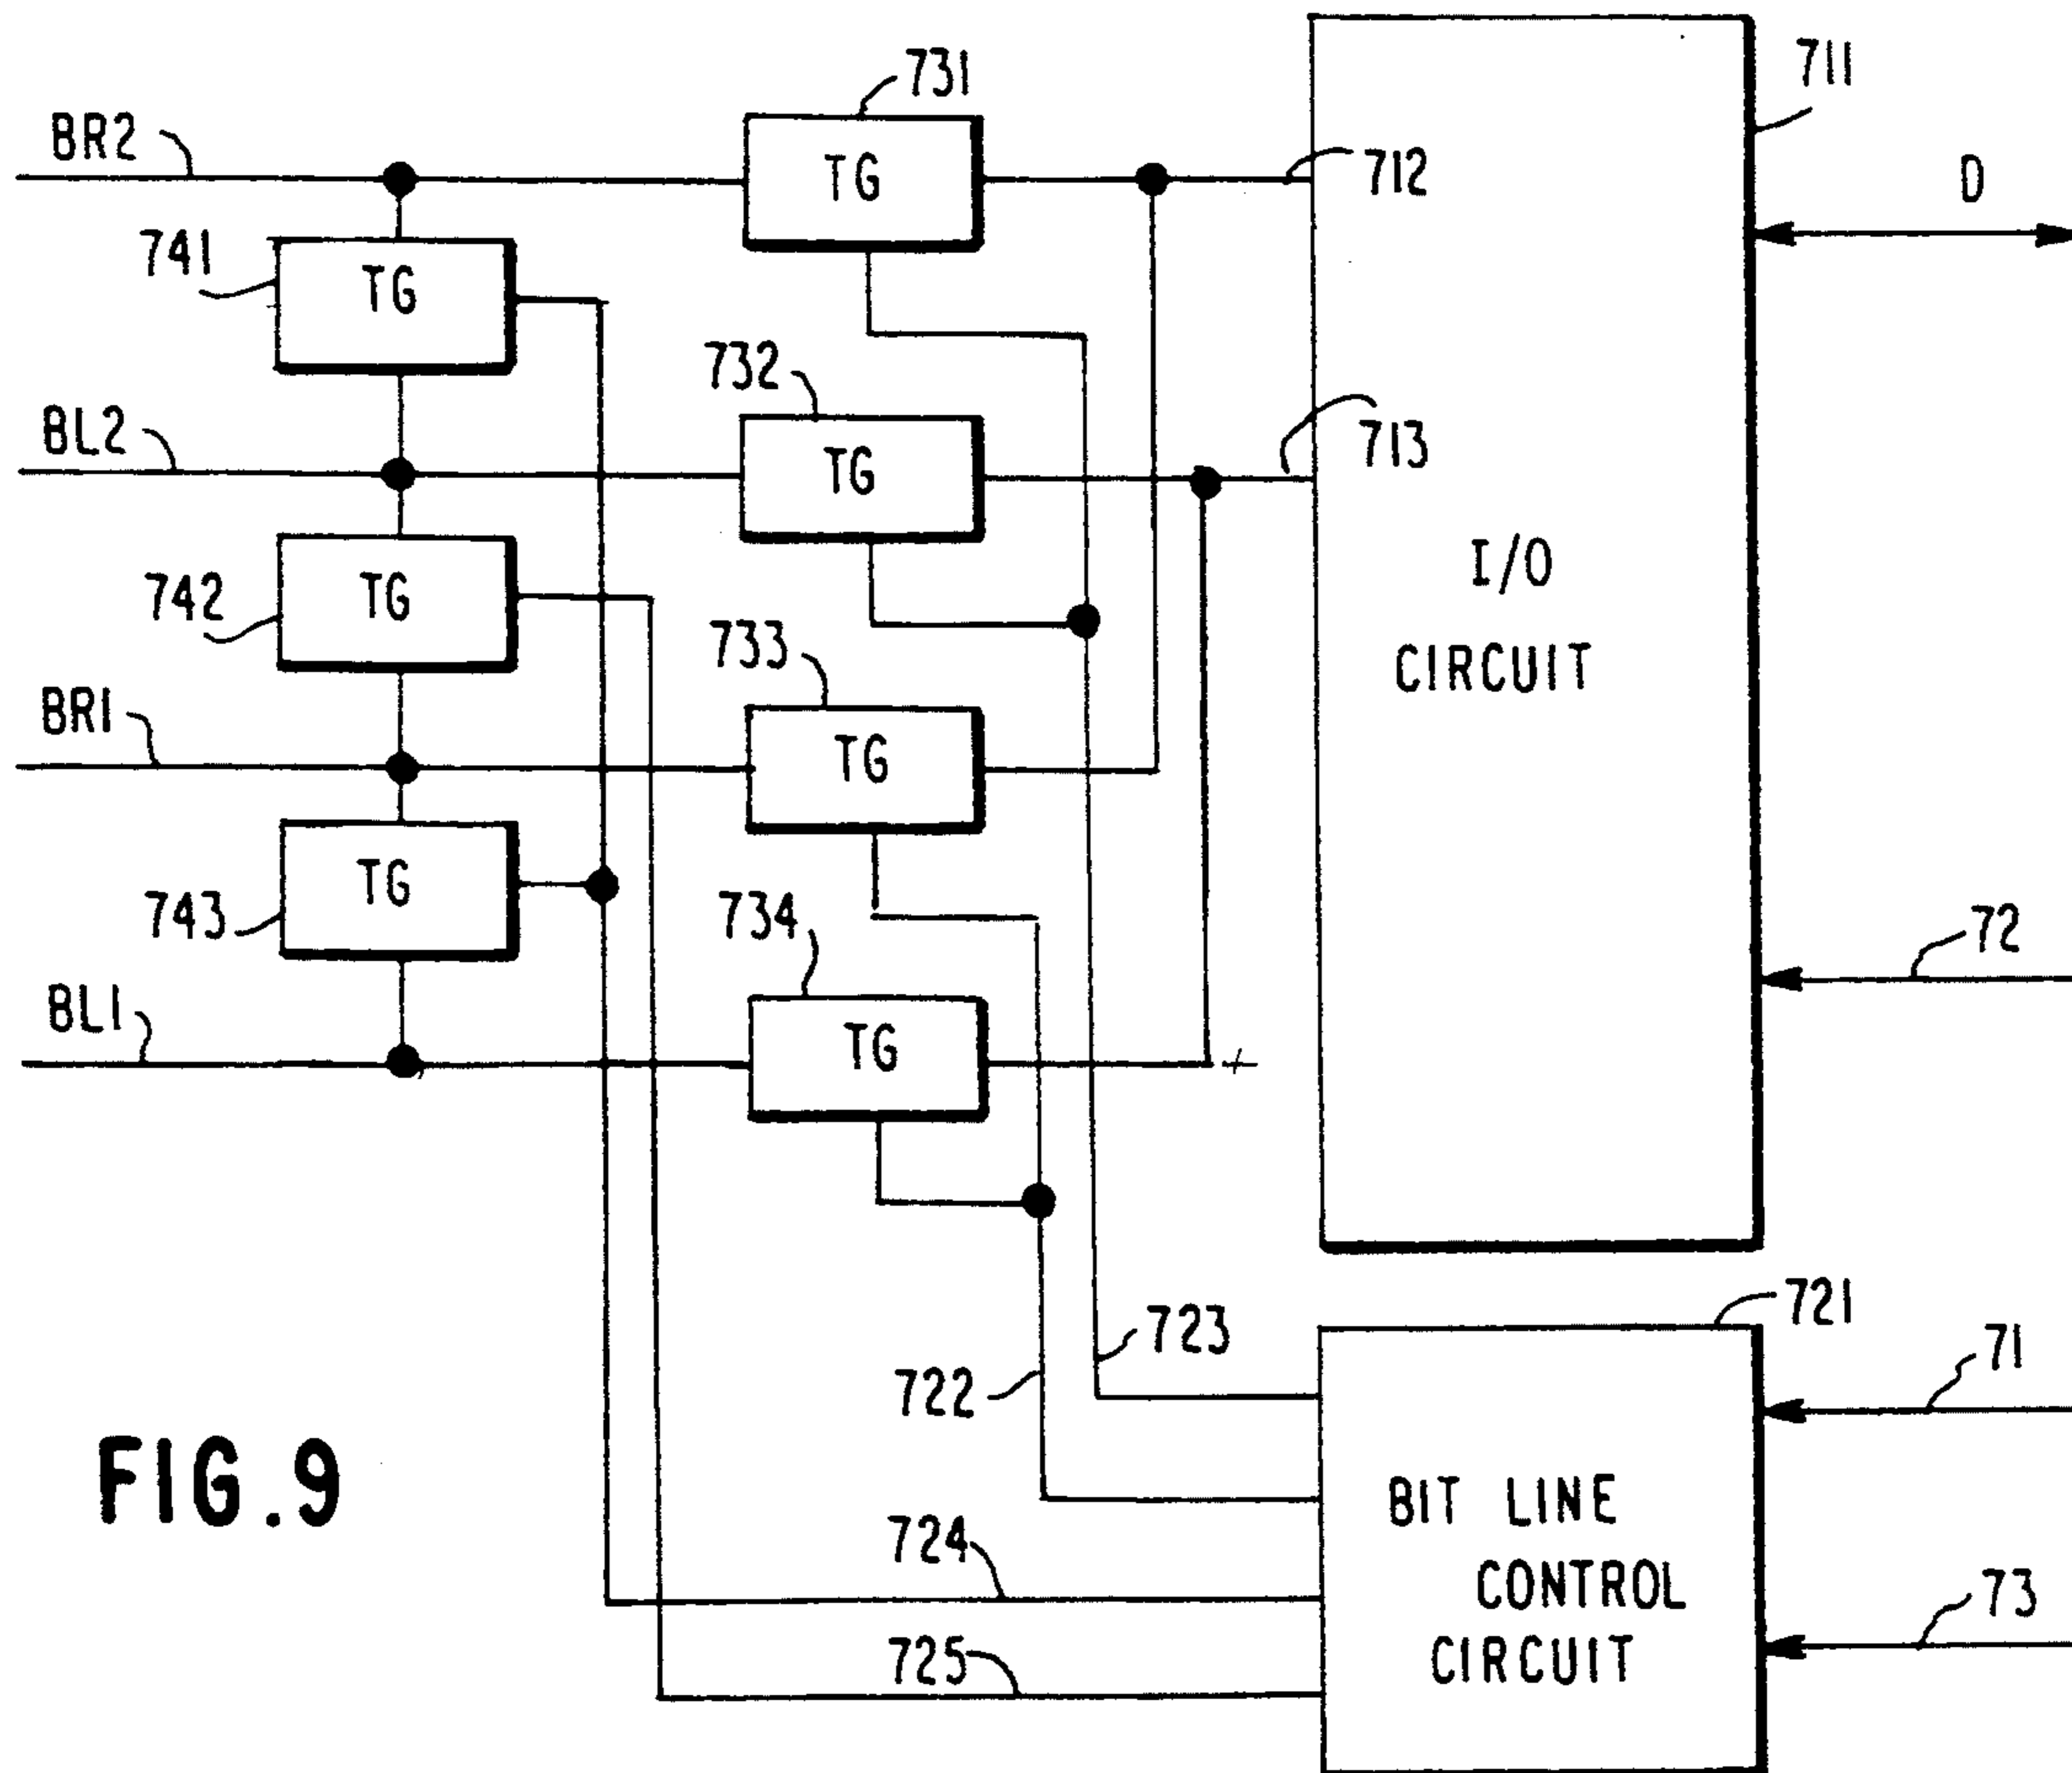 731
711
BR2
TG
712
D
741
TG
732
BL2
TG
713
I/O
CIRCUIT
742
TG
733
BR1
TG
743
TG
734
72
BL1
TG
721
723
71
722
FIG.9
BIT LINE
CONTROL
CIRCUIT
724
73
725